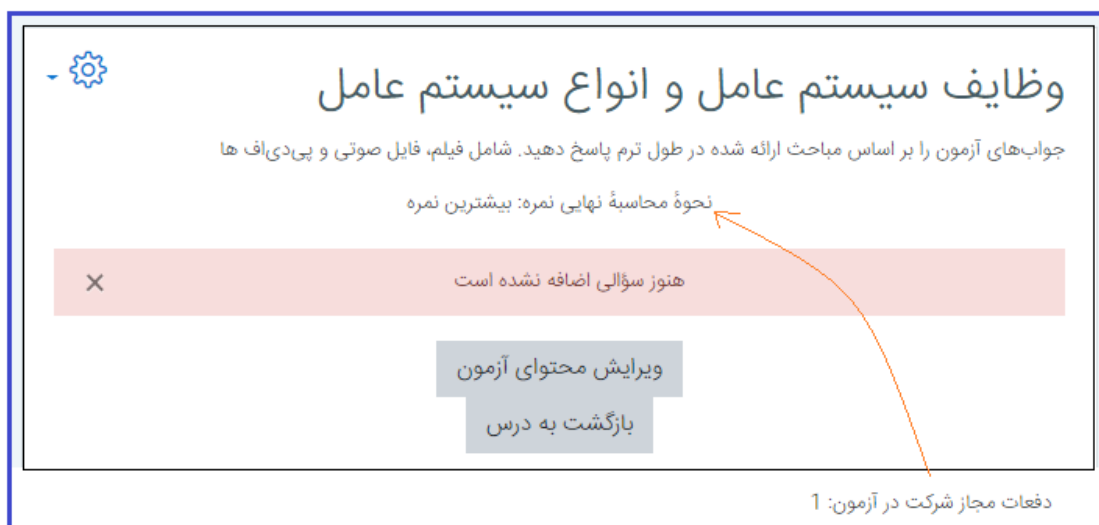 وظایف سیستم عامل و انواع سیستم عامل
جواب‌های آزمون را بر اساس مباحث ارائه شده در طول ترم پاسخ دهید. شامل فیلم، فایل صوتی و پی‌دی‌اف ها
نحوهٔ محاسبهٔ نهایی نمره: بیشترین نمره
هنوز سؤالی اضافه نشده است
ویرایش محتوای آزمون
بازگشت به درس
دفعات مجاز شرکت در آزمون: 1